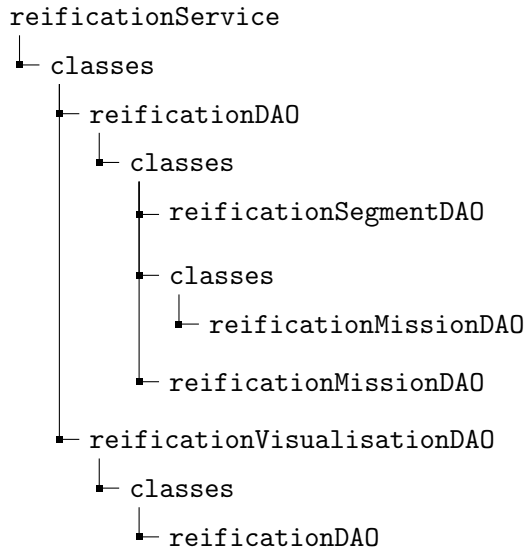 reificationService
classes
reificationDAO
classes
reificationSegmentDAO
classes
reificationMissionDAO
reificationMissionDAO
reificationVisualisationDAO
classes
reificationDAO